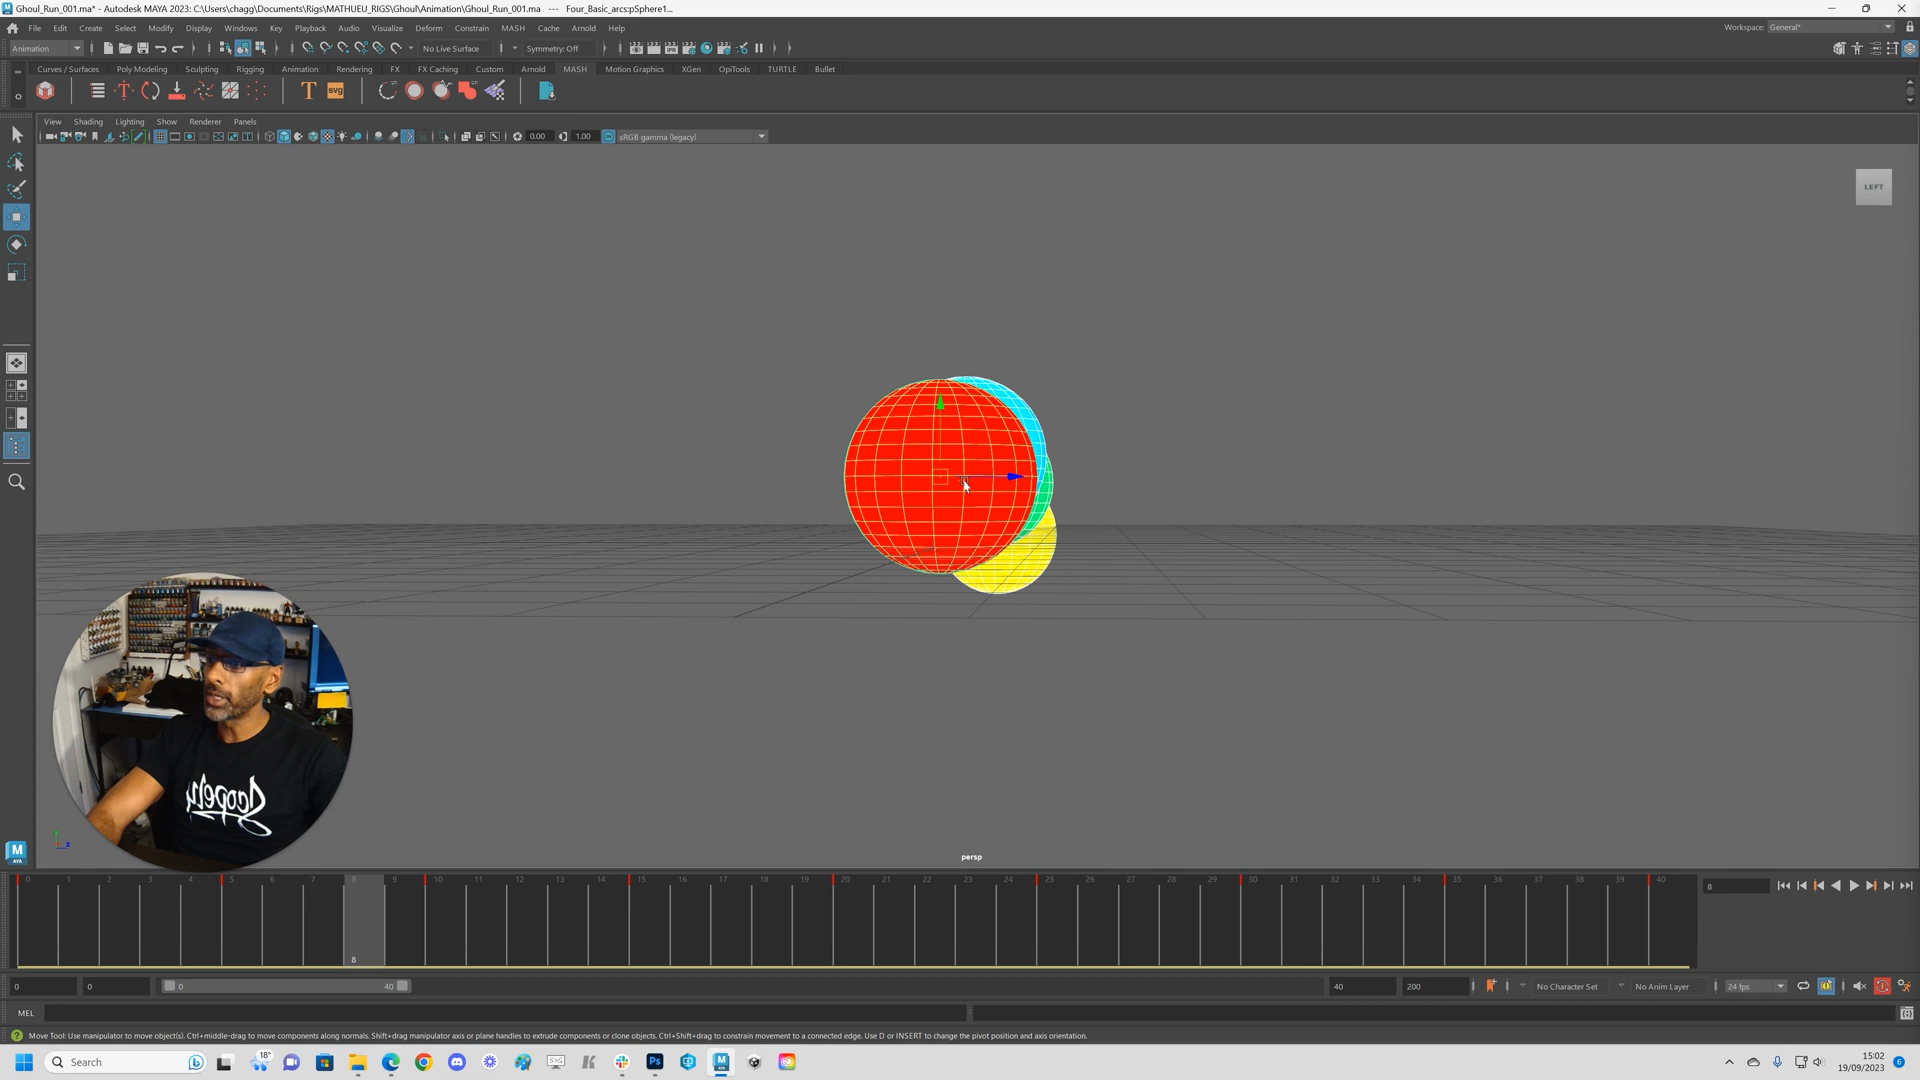 Ghoul_Run_001.ma* - Autodesk MAYA 2023: C:\Users\chagg\Documents\Rigs\MATHUEU_RIGS\Ghoul\Animation\Ghoul_Run_001.ma --- Four_Basic_arcs:pSphere1...
File Edit Create Select Modify Display Windows Key Playback Audio Visualize Deform Constrain MASH Cache Arnold Help
Workspace: General*
Animation No Live Surface Symmetry: Off
Curves / Surfaces Poly Modeling Sculpting Rigging Animation Rendering FX FX Caching Custom Arnold MASH Motion Graphics XGen OpiTools TURTLE Bullet
T svg
View Shading Lighting Show Renderer Panels
0.00 1.00 sRGB gamma (legacy)
LEFT
Scopely
persp
0 1 2 3 4 5 6 7 8 9 10 11 12 13 14 15 16 17 18 19 20 21 22 23 24 25 26 27 28 29 30 31 32 33 34 35 36 37 38 39 40
8
8
0 0 0 40 40 200 No Character Set No Anim Layer 24 fps
MEL
Move Tool: Use manipulator to move object(s). Ctrl+middle-drag to move components along normals. Shift+drag manipulator axis or plane handles to extrude components or clone objects. Ctrl+Shift+drag to constrain movement to a connected edge. Use D or INSERT to change the pivot position and axis orientation.
Search 18° Ps M
15:02
19/09/2023
6